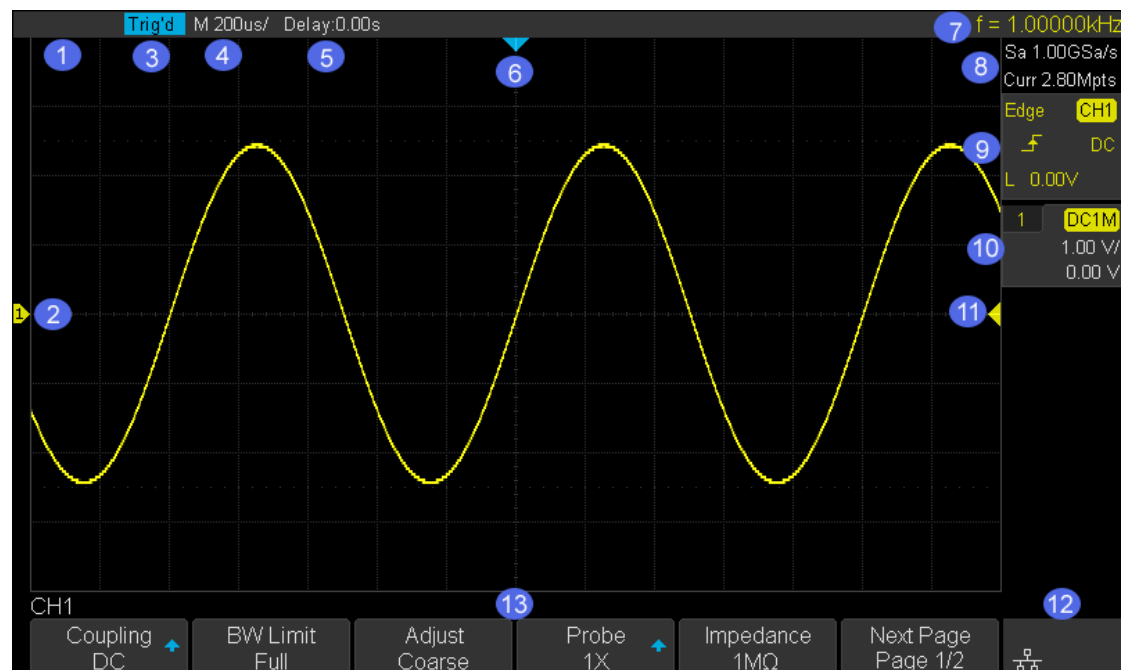 Trig'd M 200us/ Delay:0.00s
7 f = 1.00000kHz
1 3 4 5 6 8
Sa 1.00GSa/s
Curr 2.80Mpts
Edge CH1
9 DC
L 0.00V
1 DC1M
10 1.00 V/
0.00 V
1 2 11
CH1 13 12
Coupling
DC
BW Limit
Full
Adjust
Coarse
Probe
1X
Impedance
1MΩ
Next Page
Page 1/2